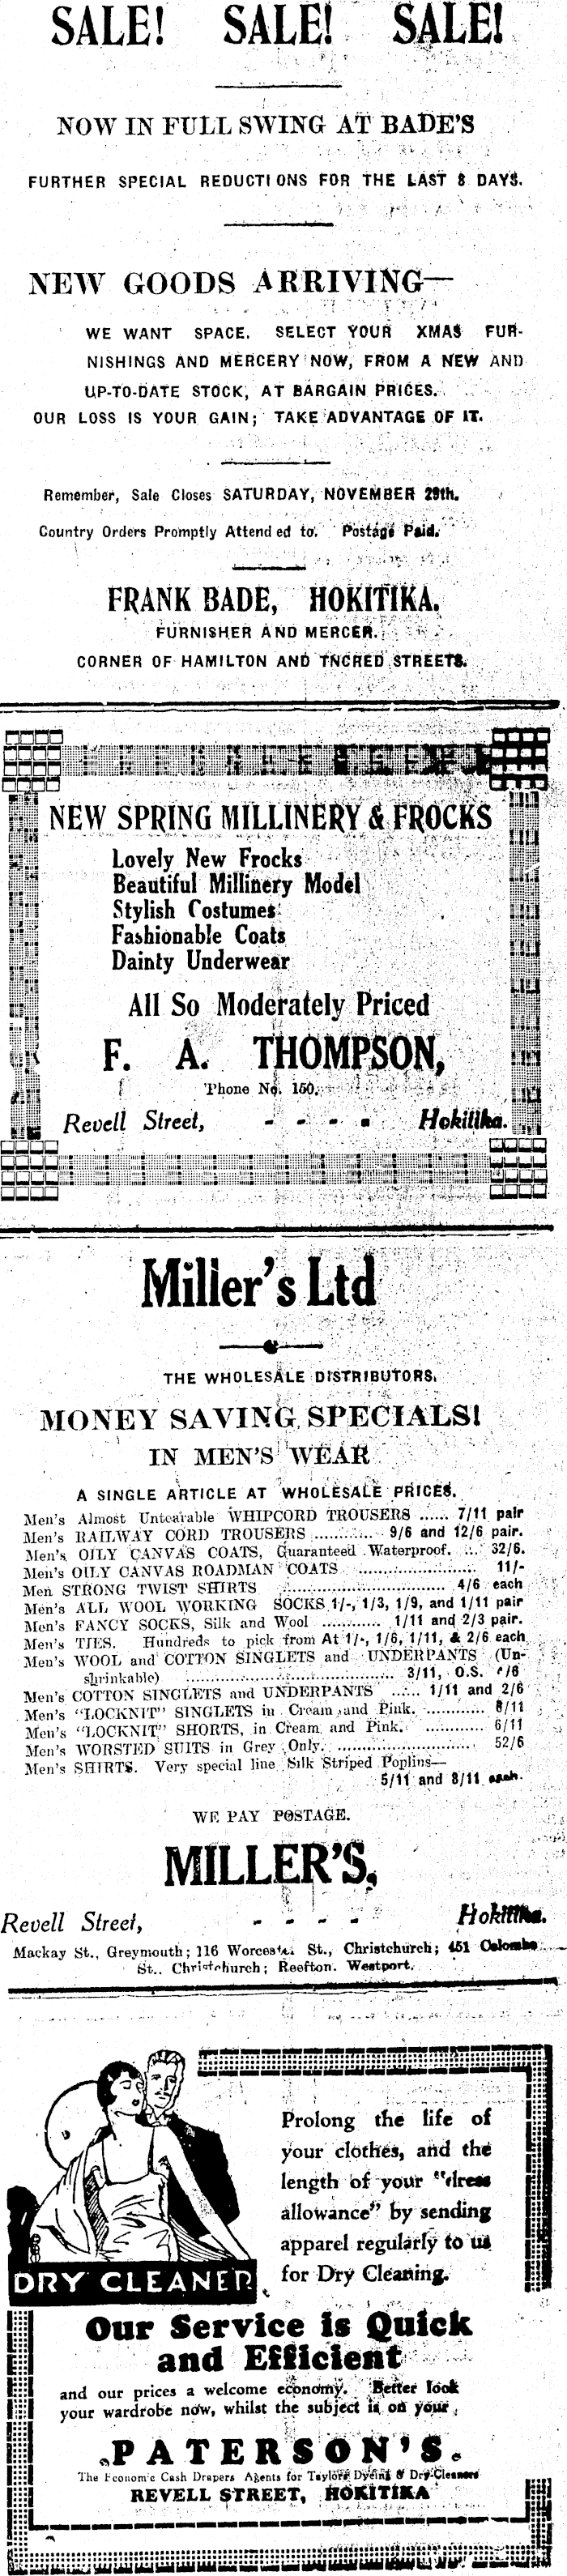 SALE! SALE! SALE!
NOW IN FULL SWING AT BADE'S
FURTHER SPECIAL REDUCTIONS FOR THE LAST 8 DAYS.
NEW GOODS ARRIVING—
WE WANT SPACE. SELECT YOUR XMAS FUR-
NISHINGS AND MERCERY NOW, FROM A NEW AND
UP-TO-DATE STOCK, AT BARGAIN PRICES.
OUR LOSS IS YOUR GAIN; TAKE ADVANTAGE OF IT.
Remember, Sale Closes SATURDAY, NOVEMBER 29th.
Country Orders Promptly Attend ed to. Postage Paid.
FRANK BADE, HOKITIKA.
FURNISHER AND MERCER.
CORNER OF HAMILTON AND TNCRED STREETS.
NEW SPRING MILLINERY & FROCKS
Lovely New Frocks
Beautiful Millinery Model
Stylish Costumes
Fashionable Coats
Dainty Underwear
All So Moderately Priced
F. A. THOMPSON,
'Phone No. 150.
Revell Street, - - - - Hokitika.
Miller's Ltd
THE WHOLESALE DISTRIBUTORS.
MONEY SAVING SPECIALS!
IN MEN'S WEAR
A SINGLE ARTICLE AT WHOLESALE PRICES.
Men's Almost Untearable WHIPCORD TROUSERS ...... 7/11 pair
Men's RAILWAY CORD TROUSERS ............ 9/6 and 12/6 pair.
Men's OILY CANVAS COATS, Guaranteed Waterproof. ... 32/6.
Men's OILY CANVAS ROADMAN COATS ........................ 11/-
Men STRONG TWIST SHIRTS ................................. 4/6 each
Men's ALL WOOL WORKING SOCKS 1/-, 1/3, 1/9, and 1/11 pair
Men's FANCY SOCKS, Silk and Wool ............ 1/11 and 2/3 pair.
Men's TIES. Hundreds to pick from At 1/-, 1/6, 1/11, & 2/6 each
Men's WOOL and COTTON SINGLETS and UNDERPANTS (Un-
shrinkable) .......................................... 3/11, O.S. /6
Men's COTTON SINGLETS and UNDERPANTS ...... 1/11 and 2/6
Men's "LOCKNIT" SINGLETS in Cream and Pink. ............ /11
Men's "LOCKNIT" SHORTS, in Cream and Pink. ............ 6/11
Men's WORSTED SUITS in Grey Only. ........................... 52/6
Men's SHIRTS. Very special line Silk Striped Poplins—
5/11 and 8/11 each.
WE PAY POSTAGE.
MILLER'S,
Revell Street, - - - - Hokitika.
Mackay St., Greymouth; 116 Worcester St., Christchurch; 451 Colombo
St.. Christchurch; Reefton. Westport.
DRY CLEANER
Prolong the life of
your clothes, and the
length of your "dress
allowance" by sending
apparel regularly to us
for Dry Cleaning.
Our Service is Quick
and Efficient
and our prices a welcome economy. Better look
your wardrobe now, whilst the subject is on your
PATERSON'S.
The Econom'c Cash Drapers Agents for Taylors Dyeing & Dry-Cleaners
REVELL STREET, HOKITIKA